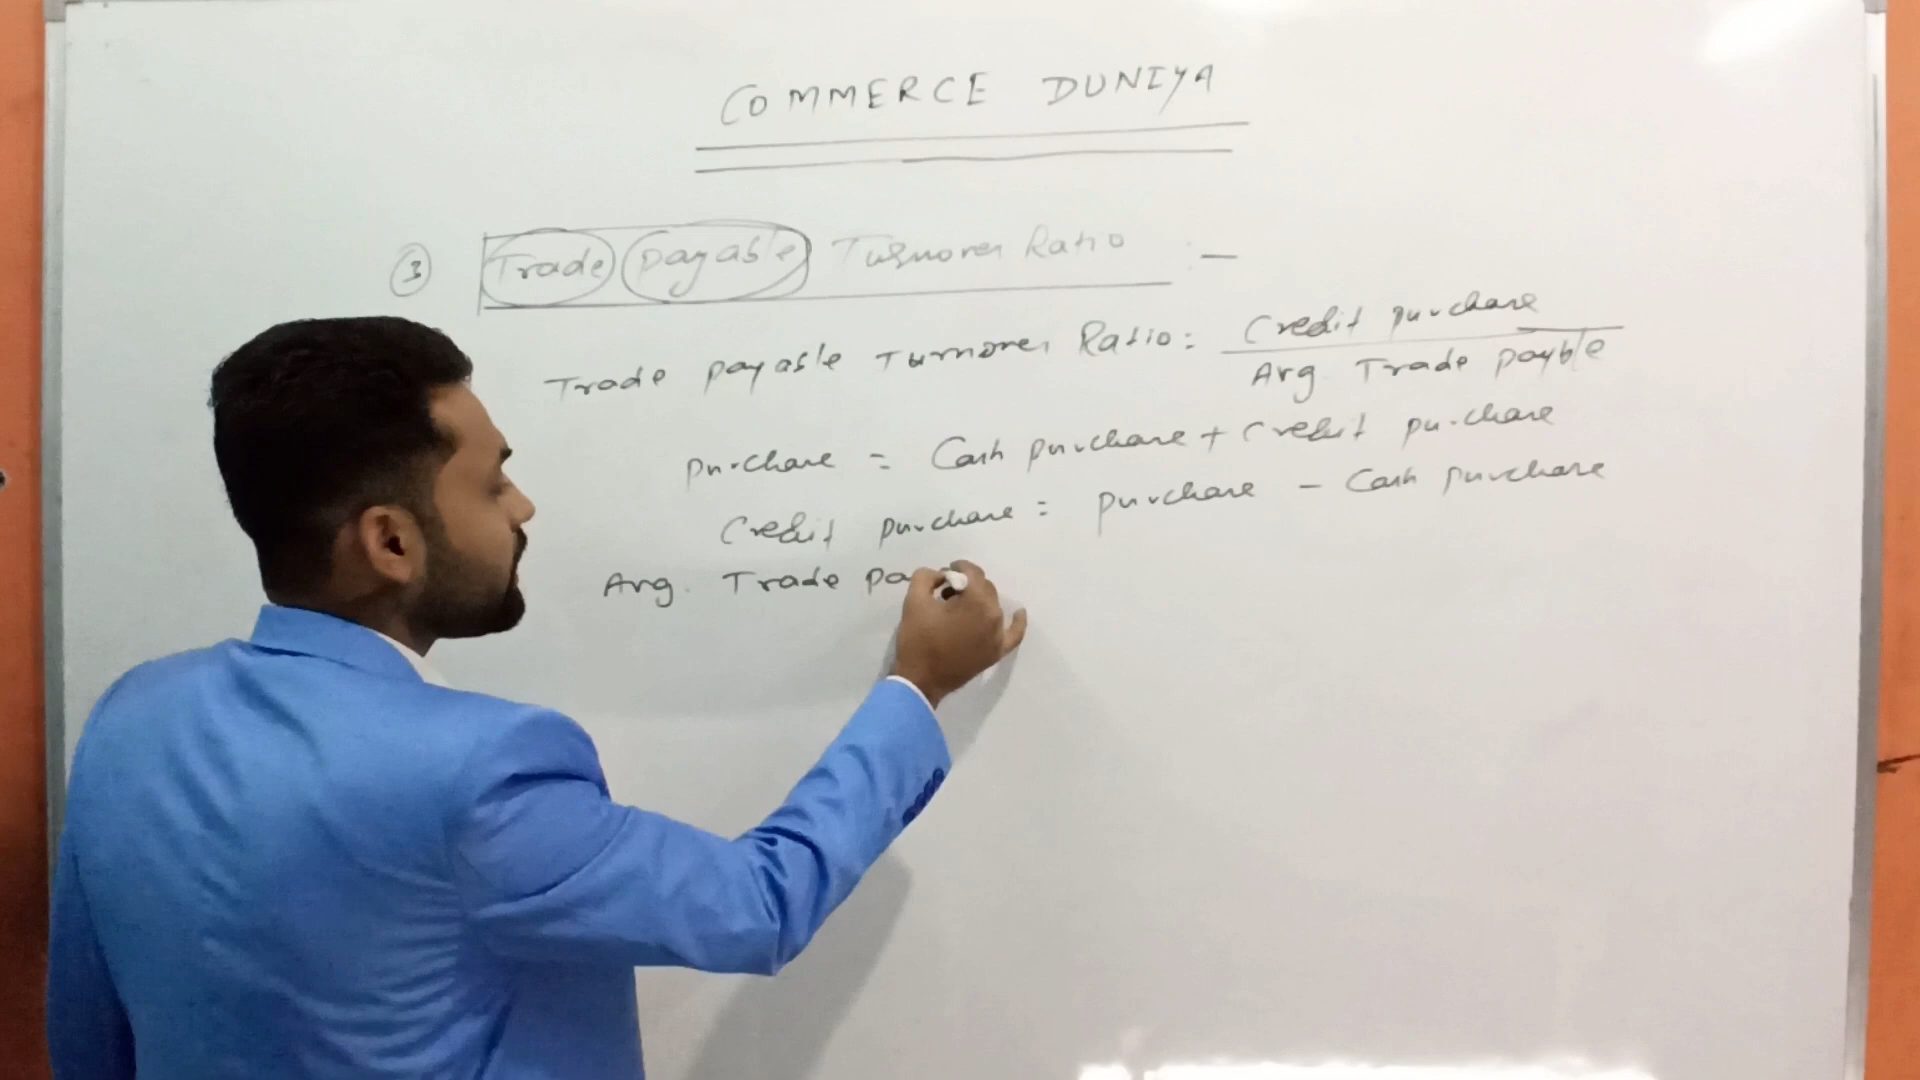 COMMERCE DUNIYA
3 Trade payable Turnover Ratio :-
Trade payable Turnover Ratio = Credit purchase
Avg. Trade payble
purchase = Cash purchase + Credit purchase
Credit purchase = purchase - Cash purchase
Avg. Trade pa